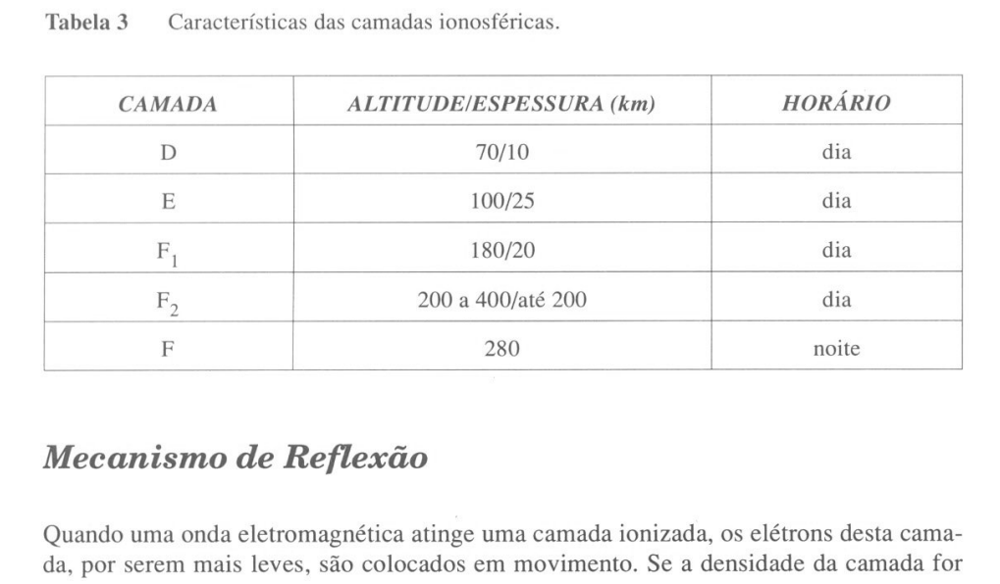 Tabela 3 Características das camadas ionosféricas.
CAMADA ALTITUDE/ESPESSURA (km) HORÁRIO
D 70/10 dia
E 100/25 dia
F1 180/20 dia
F2 200 a 400/até 200 dia
F 280 noite
Mecanismo de Reflexão
Quando uma onda eletromagnética atinge uma camada ionizada, os elétrons desta cama-
da, por serem mais leves, são colocados em movimento. Se a densidade da camada for